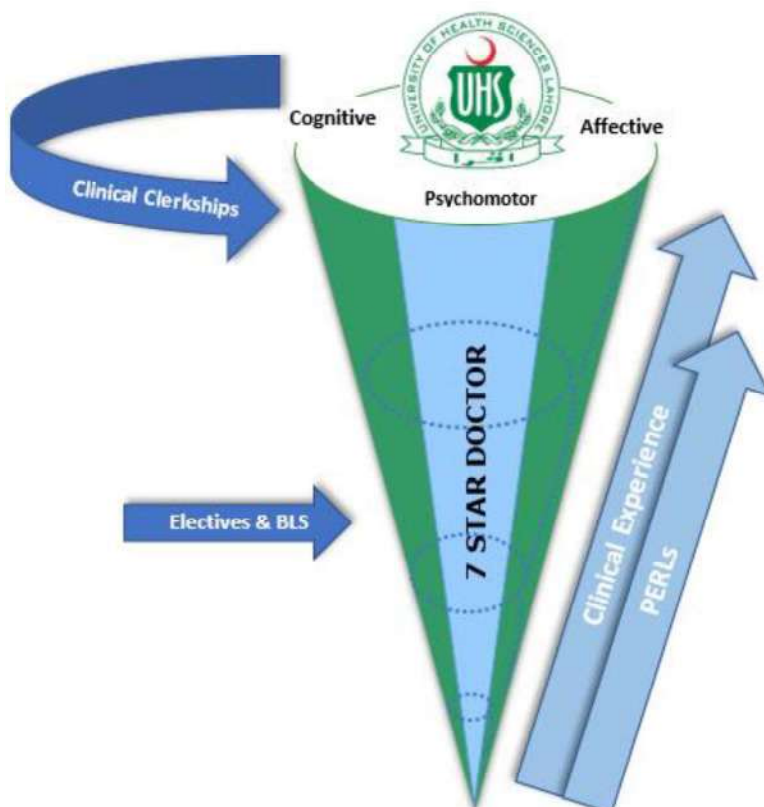 UNIVERSITY OF HEALTH SCIENCES LAHORE
UHS
Cognitive
Affective
Psychomotor
Clinical Clerkships
7 STAR DOCTOR
Electives & BLS
Clinical Experience
PERLs